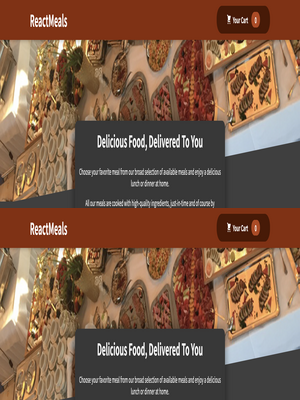 ReactMeals
Your Cart 0
Delicious Food, Delivered To You
Choose your favorite meal from our broad selection of available meals and enjoy a delicious
lunch or dinner at home.
All our meals are cooked with high-quality ingredients, just-in-time and of course by
ReactMeals
Your Cart 0
Delicious Food, Delivered To You
Choose your favorite meal from our broad selection of available meals and enjoy a delicious
lunch or dinner at home.